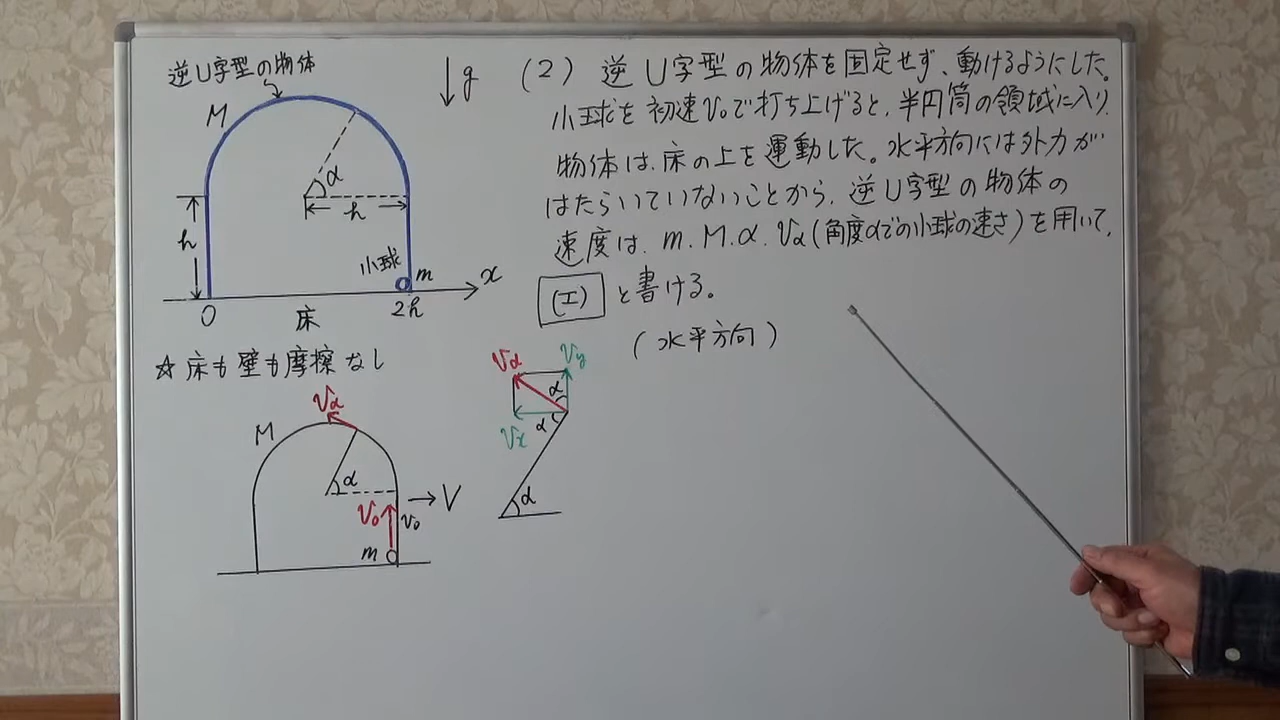 逆U字型の物体
M
g
α
h
h
小球
m
x
O
床
2h
☆床も壁も摩擦なし
(2) 逆U字型の物体を固定せず、動けるようにした。
小球を初速v₀で打ち上げると、半円筒の領域に入り、
物体は、床の上を運動した。水平方向には外力が
はたらいていないことから、逆U字型の物体の
速度は、m、M、α、Vα(角度αでの小球の速さ)を用いて、
(エ) と書ける。
(水平方向)
Vα
M
α
V₀
v₀
V
m
Vα
Vy
α
Vx
α
α